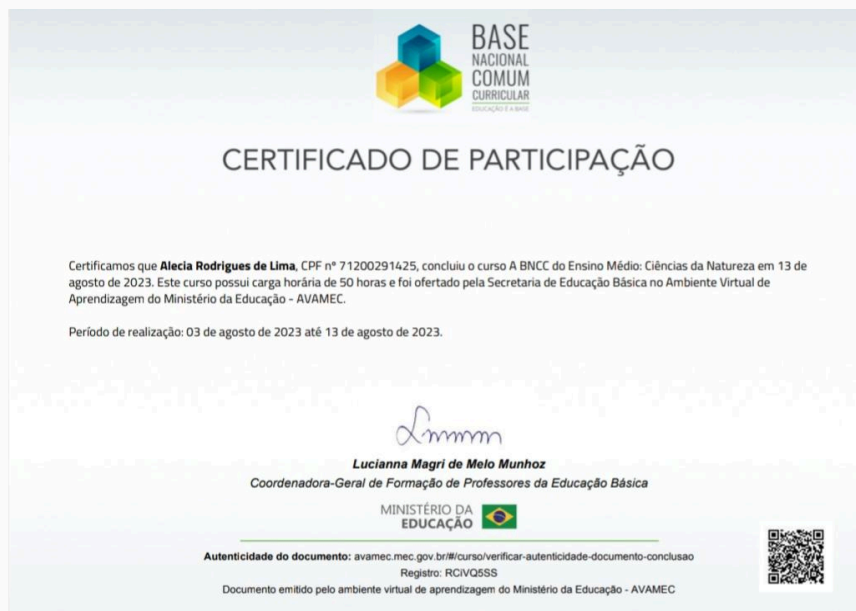 BASE
NACIONAL
COMUM
CURRICULAR
EDUCAÇÃO É A BASE
CERTIFICADO DE PARTICIPAÇÃO
Certificamos que Alecia Rodrigues de Lima, CPF nº 71200291425, concluiu o curso A BNCC do Ensino Médio: Ciências da Natureza em 13 de
agosto de 2023. Este curso possui carga horária de 50 horas e foi ofertado pela Secretaria de Educação Básica no Ambiente Virtual de
Aprendizagem do Ministério da Educação - AVAMEC.
Período de realização: 03 de agosto de 2023 até 13 de agosto de 2023.
Lucianna Magri de Melo Munhoz
Coordenadora-Geral de Formação de Professores da Educação Básica
MINISTÉRIO DA
EDUCAÇÃO
Autenticidade do documento: avamec.mec.gov.br/#/curso/verificar-autenticidade-documento-conclusao
Registro: RCiVQ5SS
Documento emitido pelo ambiente virtual de aprendizagem do Ministério da Educação - AVAMEC